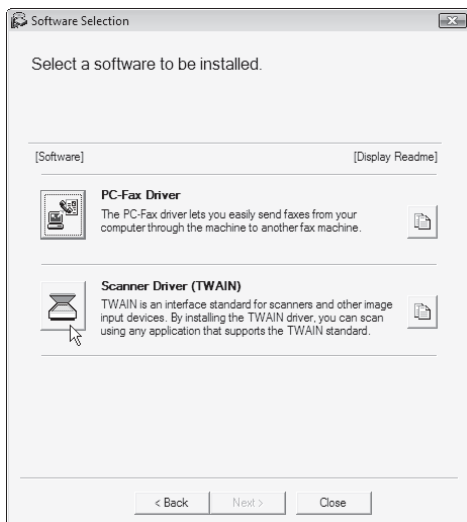 Software Selection
Select a software to be installed.
[Software] [Display Readme]
PC-Fax Driver
The PC-Fax driver lets you easily send faxes from your
computer through the machine to another fax machine.
Scanner Driver (TWAIN)
TWAIN is an interface standard for scanners and other image
input devices. By installing the TWAIN driver, you can scan
using any application that supports the TWAIN standard.
< Back Next > Close